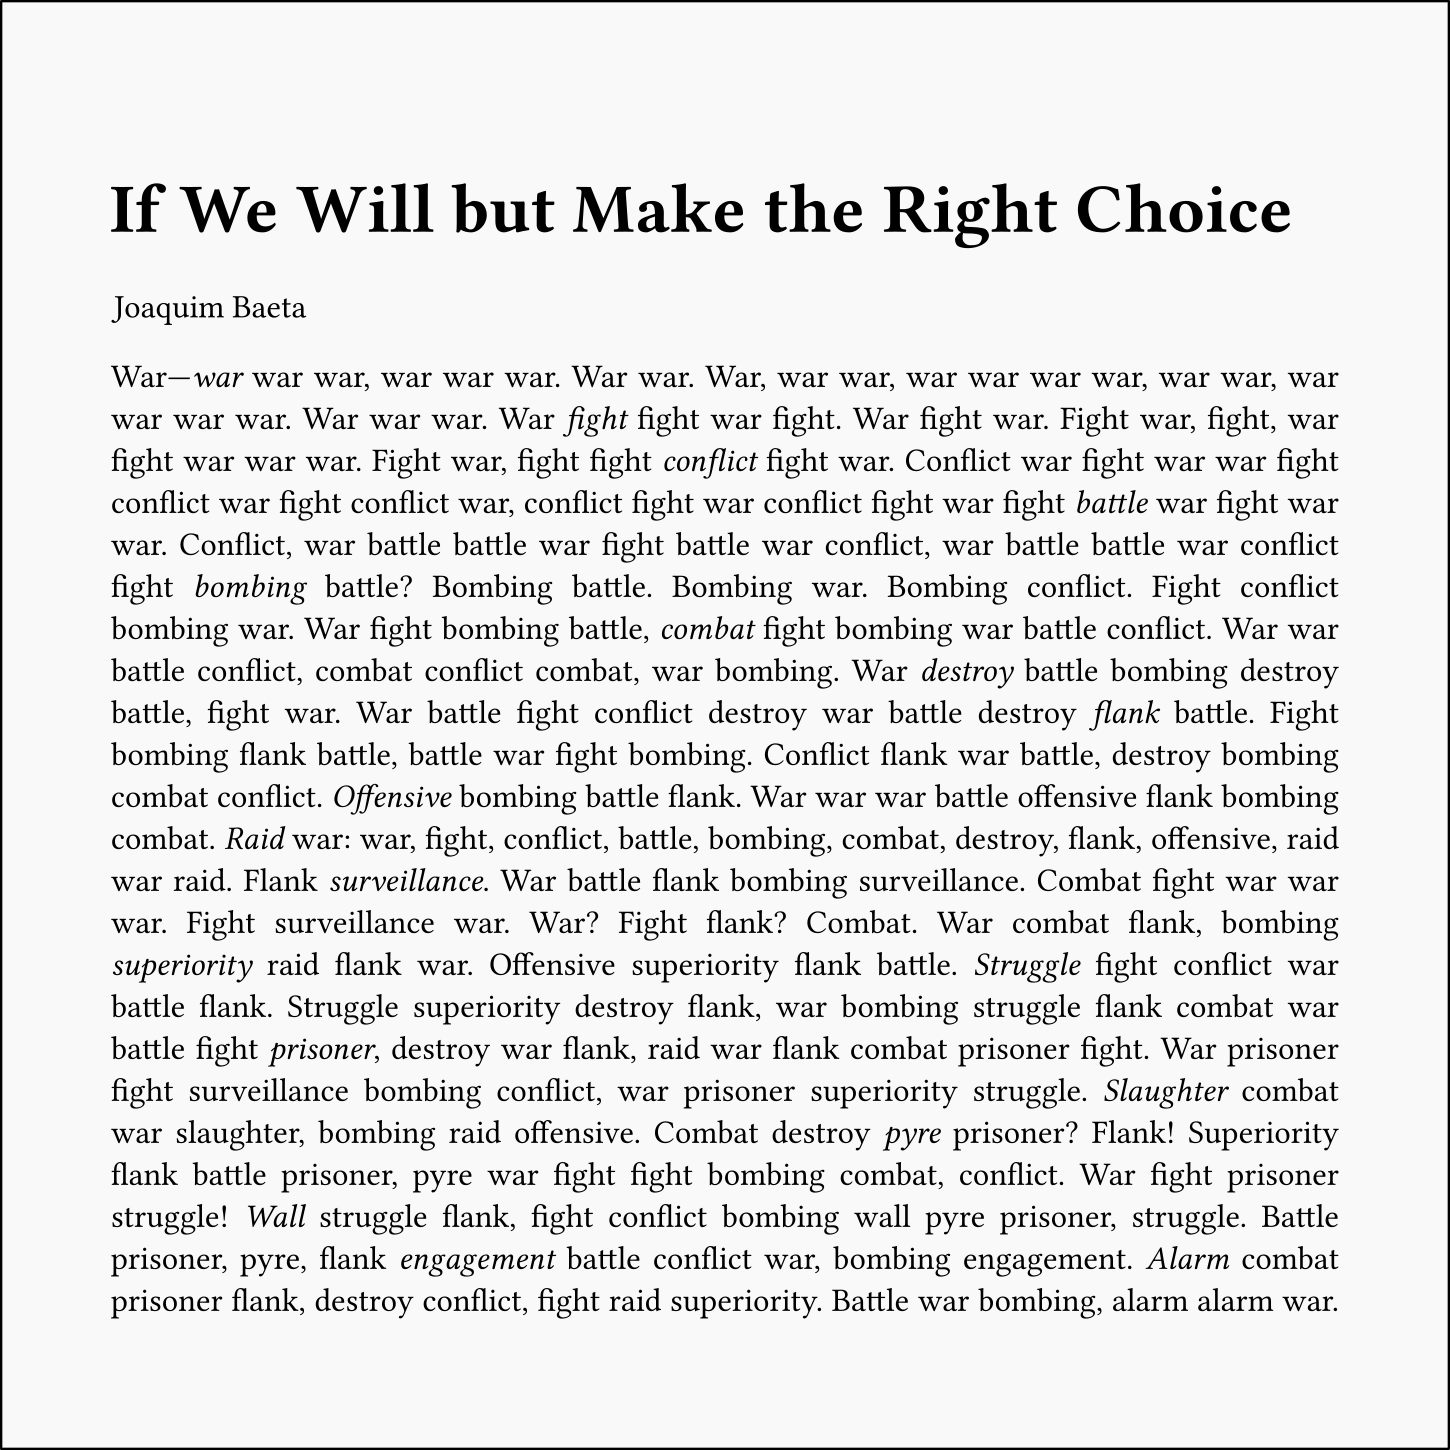 If We Will but Make the Right Choice
Joaquim Baeta
War—war war war, war war war. War war. War, war war, war war war war, war war, war
war war war. War war war. War fight fight war fight. War fight war. Fight war, fight, war
fight war war war. Fight war, fight fight conflict fight war. Conflict war fight war war fight
conflict war fight conflict war, conflict fight war conflict fight war fight battle war fight war
war. Conflict, war battle battle war fight battle war conflict, war battle battle war conflict
fight bombing battle? Bombing battle. Bombing war. Bombing conflict. Fight conflict
bombing war. War fight bombing battle, combat fight bombing war battle conflict. War war
battle conflict, combat conflict combat, war bombing. War destroy battle bombing destroy
battle, fight war. War battle fight conflict destroy war battle destroy flank battle. Fight
bombing flank battle, battle war fight bombing. Conflict flank war battle, destroy bombing
combat conflict. Offensive bombing battle flank. War war war battle offensive flank bombing
combat. Raid war: war, fight, conflict, battle, bombing, combat, destroy, flank, offensive, raid
war raid. Flank surveillance. War battle flank bombing surveillance. Combat fight war war
war. Fight surveillance war. War? Fight flank? Combat. War combat flank, bombing
superiority raid flank war. Offensive superiority flank battle. Struggle fight conflict war
battle flank. Struggle superiority destroy flank, war bombing struggle flank combat war
battle fight prisoner, destroy war flank, raid war flank combat prisoner fight. War prisoner
fight surveillance bombing conflict, war prisoner superiority struggle. Slaughter combat
war slaughter, bombing raid offensive. Combat destroy pyre prisoner? Flank! Superiority
flank battle prisoner, pyre war fight fight bombing combat, conflict. War fight prisoner
struggle! Wall struggle flank, fight conflict bombing wall pyre prisoner, struggle. Battle
prisoner, pyre, flank engagement battle conflict war, bombing engagement. Alarm combat
prisoner flank, destroy conflict, fight raid superiority. Battle war bombing, alarm alarm war.